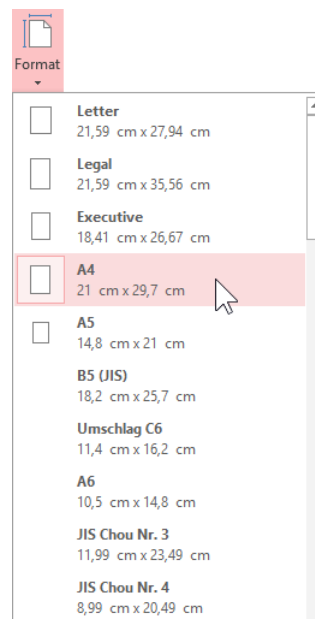 Format
Letter
21,59 cm x 27,94 cm
Legal
21,59 cm x 35,56 cm
Executive
18,41 cm x 26,67 cm
A4
21 cm x 29,7 cm
A5
14,8 cm x 21 cm
B5 (JIS)
18,2 cm x 25,7 cm
Umschlag C6
11,4 cm x 16,2 cm
A6
10,5 cm x 14,8 cm
JIS Chou Nr. 3
11,99 cm x 23,49 cm
JIS Chou Nr. 4
8,99 cm x 20,49 cm